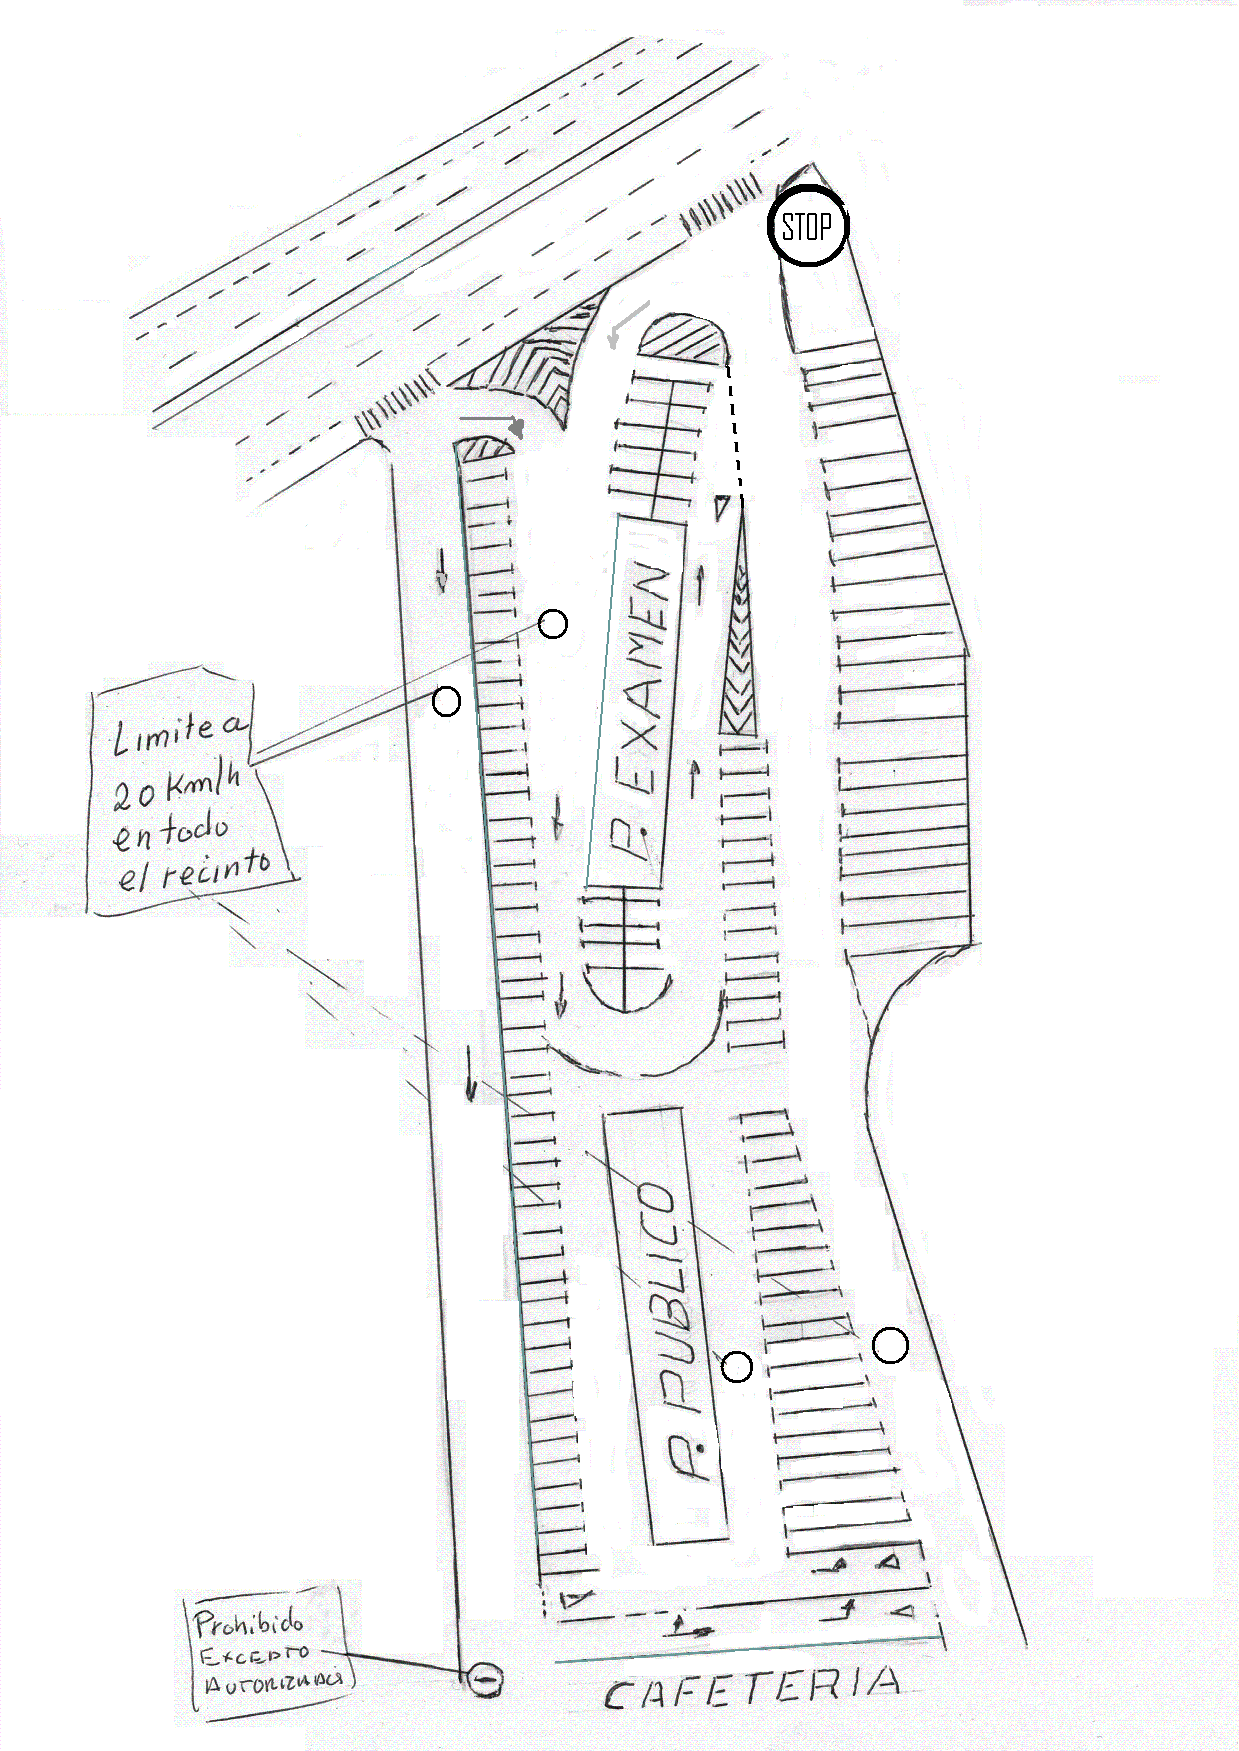 STOP
P. EXAMEN
Limite a
20 Km/h
en todo
el recinto
P. PUBLICO
Prohibido
EXCEPTO
AUTORIZADOS
CAFETERIA